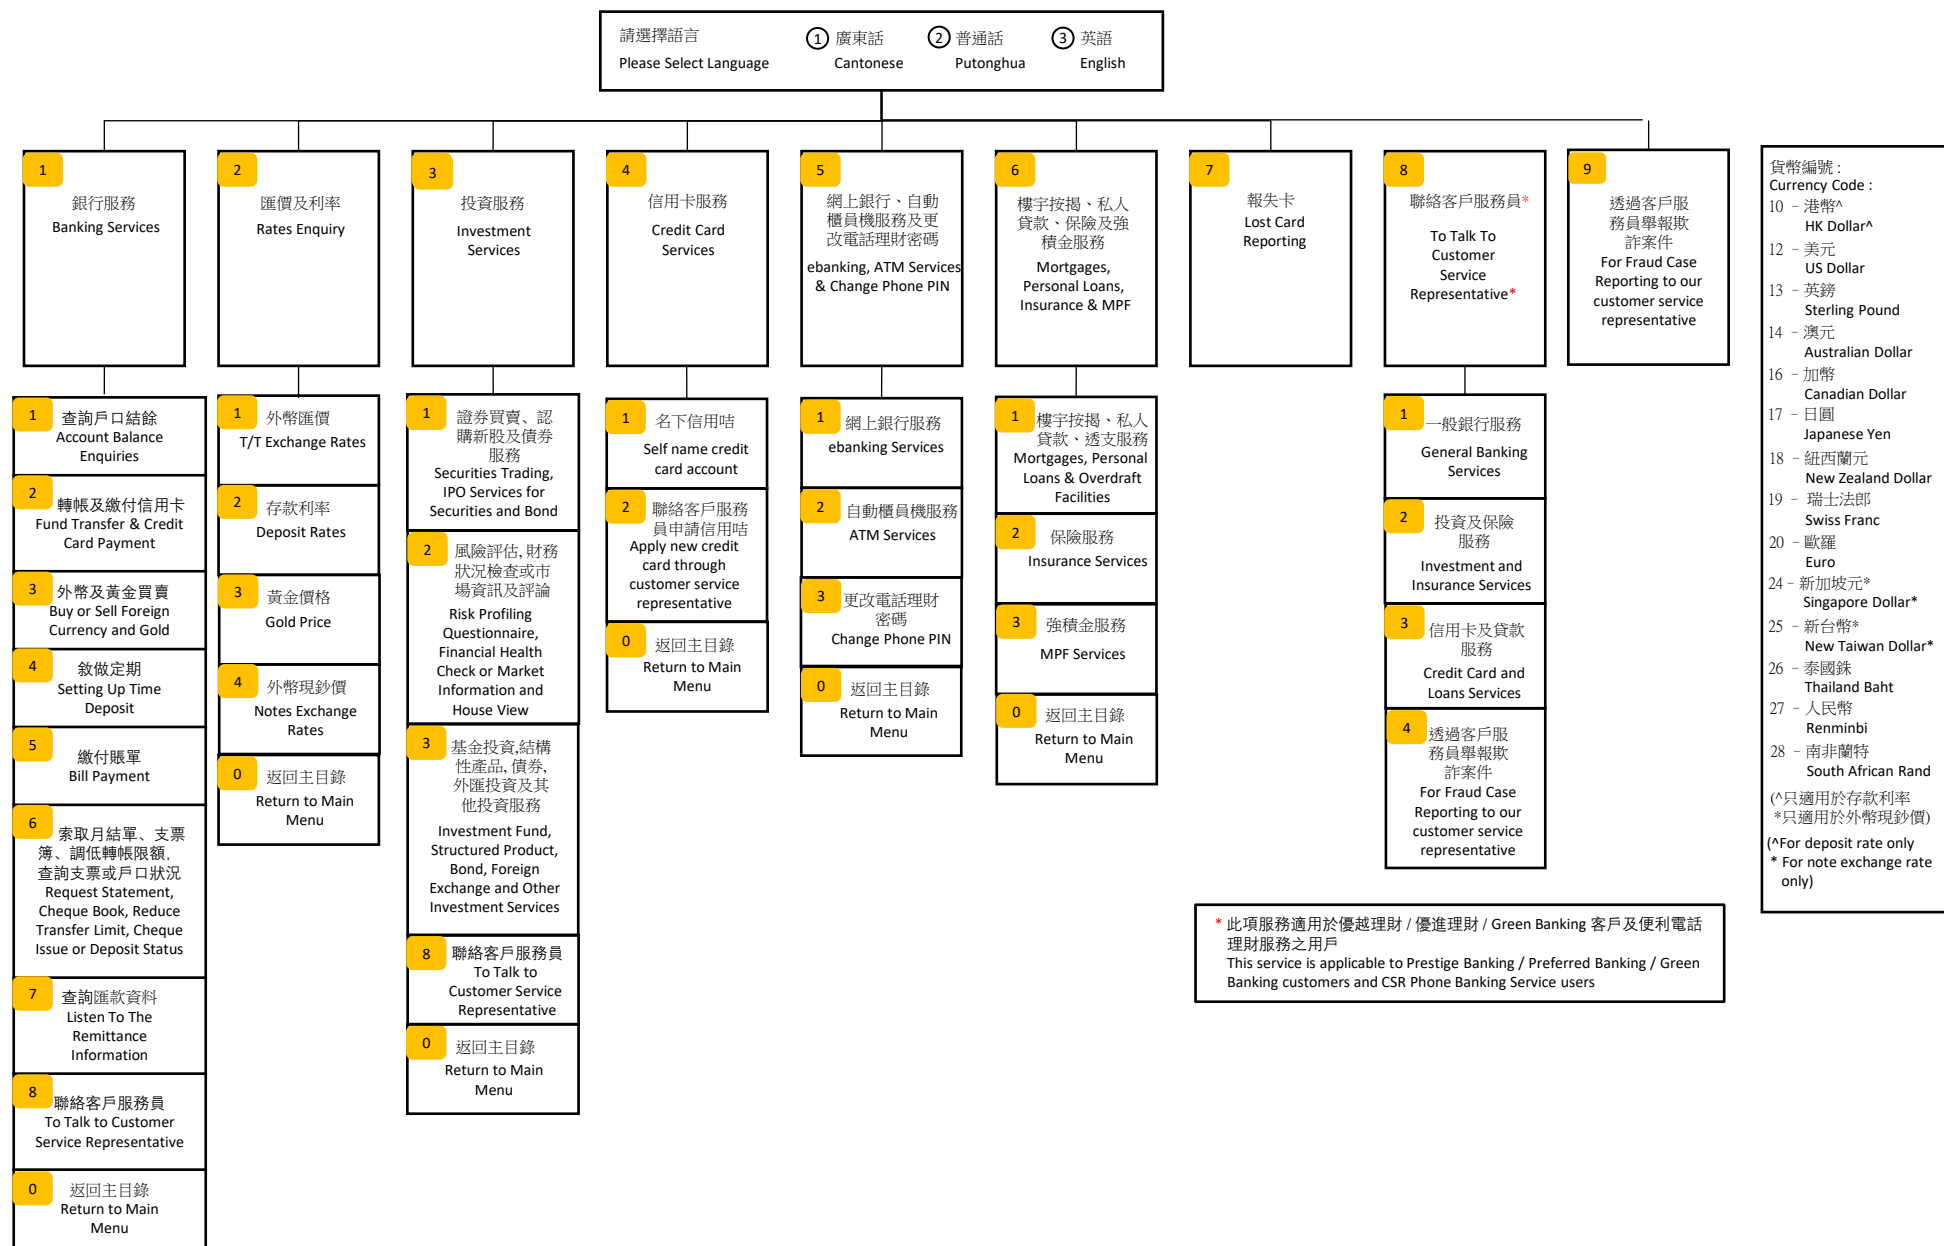 請選擇語言
Please Select Language
1 廣東話
Cantonese
2 普通話
Putonghua
3 英語
English
1
銀行服務
Banking Services
2
匯價及利率
Rates Enquiry
3
投資服務
Investment
Services
4
信用卡服務
Credit Card
Services
5
網上銀行、自動
櫃員機服務及更
改電話理財密碼
ebanking, ATM Services
& Change Phone PIN
6
樓宇按揭、私人
貸款、保險及強
積金服務
Mortgages,
Personal Loans,
Insurance & MPF
7
報失卡
Lost Card
Reporting
8
聯絡客戶服務員*
To Talk To
Customer
Service
Representative*
9
透過客戶服
務員舉報欺
詐案件
For Fraud Case
Reporting to our
customer service
representative
1
查詢戶口結餘
Account Balance
Enquiries
2
轉帳及繳付信用卡
Fund Transfer & Credit
Card Payment
3
外幣及黃金買賣
Buy or Sell Foreign
Currency and Gold
4
敘做定期
Setting Up Time
Deposit
5
繳付賬單
Bill Payment
6
索取月結單、支票
簿、調低轉帳限額,
查詢支票或戶口狀況
Request Statement,
Cheque Book, Reduce
Transfer Limit, Cheque
Issue or Deposit Status
7
查詢匯款資料
Listen To The
Remittance
Information
8
聯絡客戶服務員
To Talk to Customer
Service Representative
0
返回主目錄
Return to Main
Menu
1
外幣匯價
T/T Exchange Rates
2
存款利率
Deposit Rates
3
黃金價格
Gold Price
4
外幣現鈔價
Notes Exchange
Rates
0
返回主目錄
Return to Main
Menu
1
證券買賣、認
購新股及債券
服務
Securities Trading,
IPO Services for
Securities and Bond
2
風險評估, 財務
狀況檢查或市
場資訊及評論
Risk Profiling
Questionnaire,
Financial Health
Check or Market
Information and
House View
3
基金投資,結構
性產品, 債券,
外匯投資及其
他投資服務
Investment Fund,
Structured Product,
Bond, Foreign
Exchange and Other
Investment Services
8
聯絡客戶服務員
To Talk to
Customer Service
Representative
0
返回主目錄
Return to Main
Menu
1
名下信用咭
Self name credit
card account
2
聯絡客戶服務
員申請信用咭
Apply new credit
card through
customer service
representative
0
返回主目錄
Return to Main
Menu
1
網上銀行服務
ebanking Services
2
自動櫃員機服務
ATM Services
3
更改電話理財
密碼
Change Phone PIN
0
返回主目錄
Return to Main
Menu
1
樓宇按揭、私人
貸款、透支服務
Mortgages, Personal
Loans & Overdraft
Facilities
2
保險服務
Insurance Services
3
強積金服務
MPF Services
0
返回主目錄
Return to Main
Menu
1
一般銀行服務
General Banking
Services
2
投資及保險
服務
Investment and
Insurance Services
3
信用卡及貸款
服務
Credit Card and
Loans Services
4
透過客戶服
務員舉報欺
詐案件
For Fraud Case
Reporting to our
customer service
representative
貨幣編號 :
Currency Code :
10 - 港幣^
HK Dollar^
12 - 美元
US Dollar
13 - 英鎊
Sterling Pound
14 - 澳元
Australian Dollar
16 - 加幣
Canadian Dollar
17 - 日圓
Japanese Yen
18 - 紐西蘭元
New Zealand Dollar
19 - 瑞士法郎
Swiss Franc
20 - 歐羅
Euro
24 - 新加坡元*
Singapore Dollar*
25 - 新台幣*
New Taiwan Dollar*
26 - 泰國銖
Thailand Baht
27 - 人民幣
Renminbi
28 - 南非蘭特
South African Rand
(^只適用於存款利率
*只適用於外幣現鈔價)
(^For deposit rate only
* For note exchange rate
only)
* 此項服務適用於優越理財 / 優進理財 / Green Banking 客戶及便利電話
理財服務之用戶
This service is applicable to Prestige Banking / Preferred Banking / Green
Banking customers and CSR Phone Banking Service users